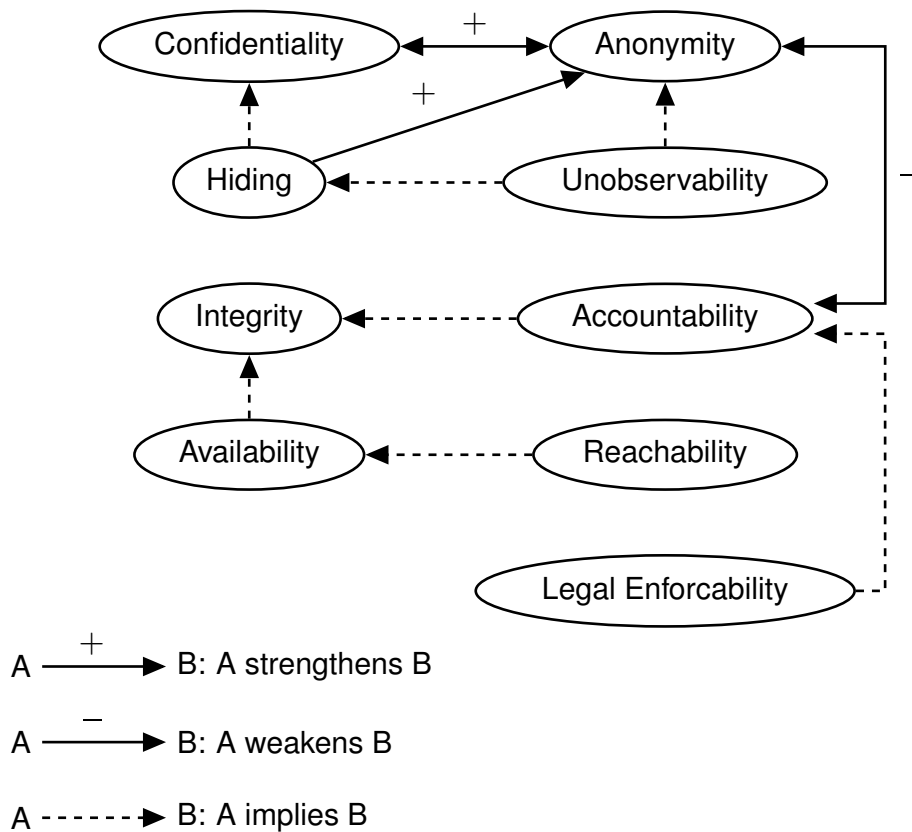 +
Confidentiality Anonymity
+
Hiding Unobservability
−
Integrity Accountability
Availability Reachability
Legal Enforcability
+
A B: A strengthens B
−
A B: A weakens B
A B: A implies B